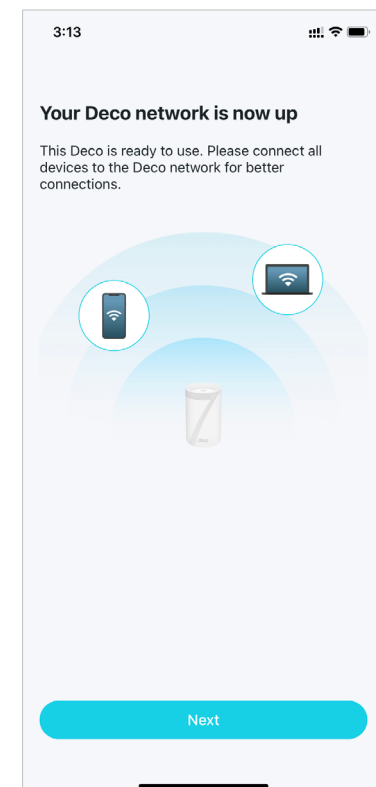 3:13
Your Deco network is now up
This Deco is ready to use. Please connect all
devices to the Deco network for better
connections.
deco
Next